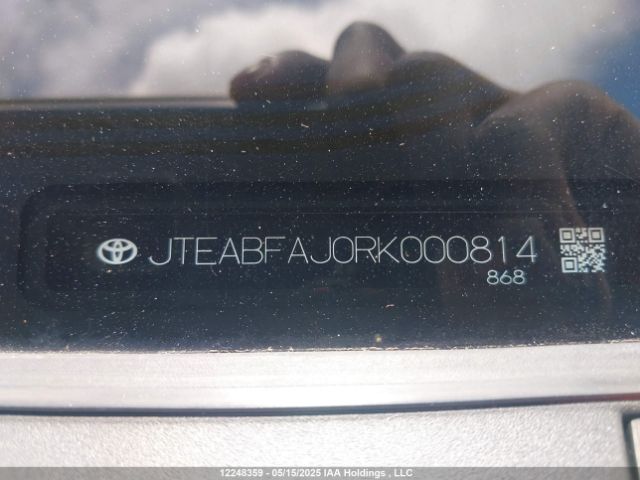 JTEABFAJ0RK000814
868
12248359 - 05/15/2025 IAA Holdings , LLC